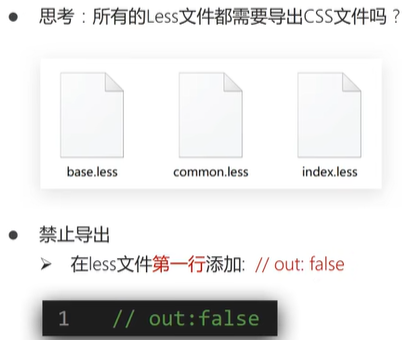 ● 思考：所有的Less文件都需要导出CSS文件吗？
base.less common.less index.less
● 禁止导出
➢ 在less文件第一行添加: // out: false
1 // out:false